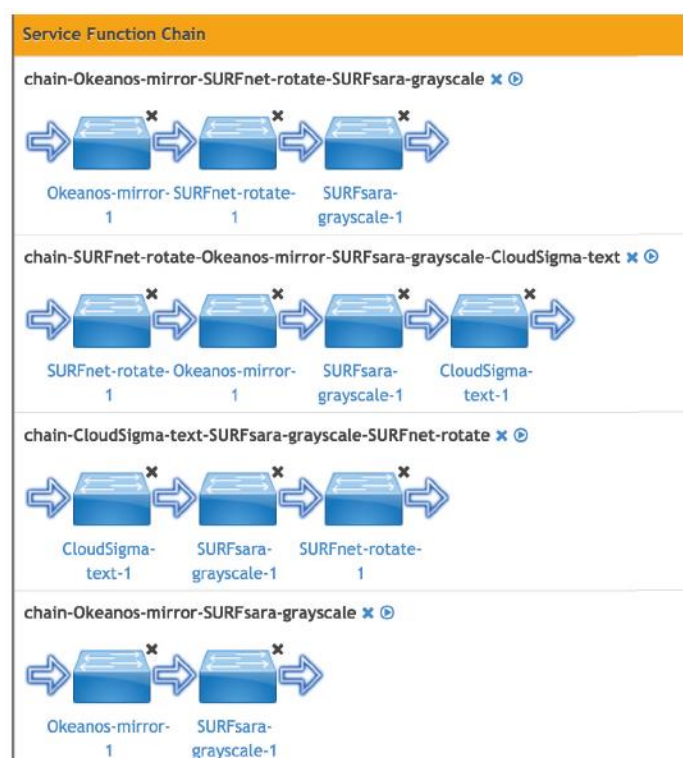 Service Function Chain
chain-Okeanos-mirror-SURFnet-rotate-SURFsara-grayscale
Okeanos-mirror- SURFnet-rotate- SURFsara-
1 1 grayscale-1
chain-SURFnet-rotate-Okeanos-mirror-SURFsara-grayscale-CloudSigma-text
SURFnet-rotate- Okeanos-mirror- SURFsara- CloudSigma-
1 1 grayscale-1 text-1
chain-CloudSigma-text-SURFsara-grayscale-SURFnet-rotate
CloudSigma- SURFsara- SURFnet-rotate-
text-1 grayscale-1 1
chain-Okeanos-mirror-SURFsara-grayscale
Okeanos-mirror- SURFsara-
1 grayscale-1